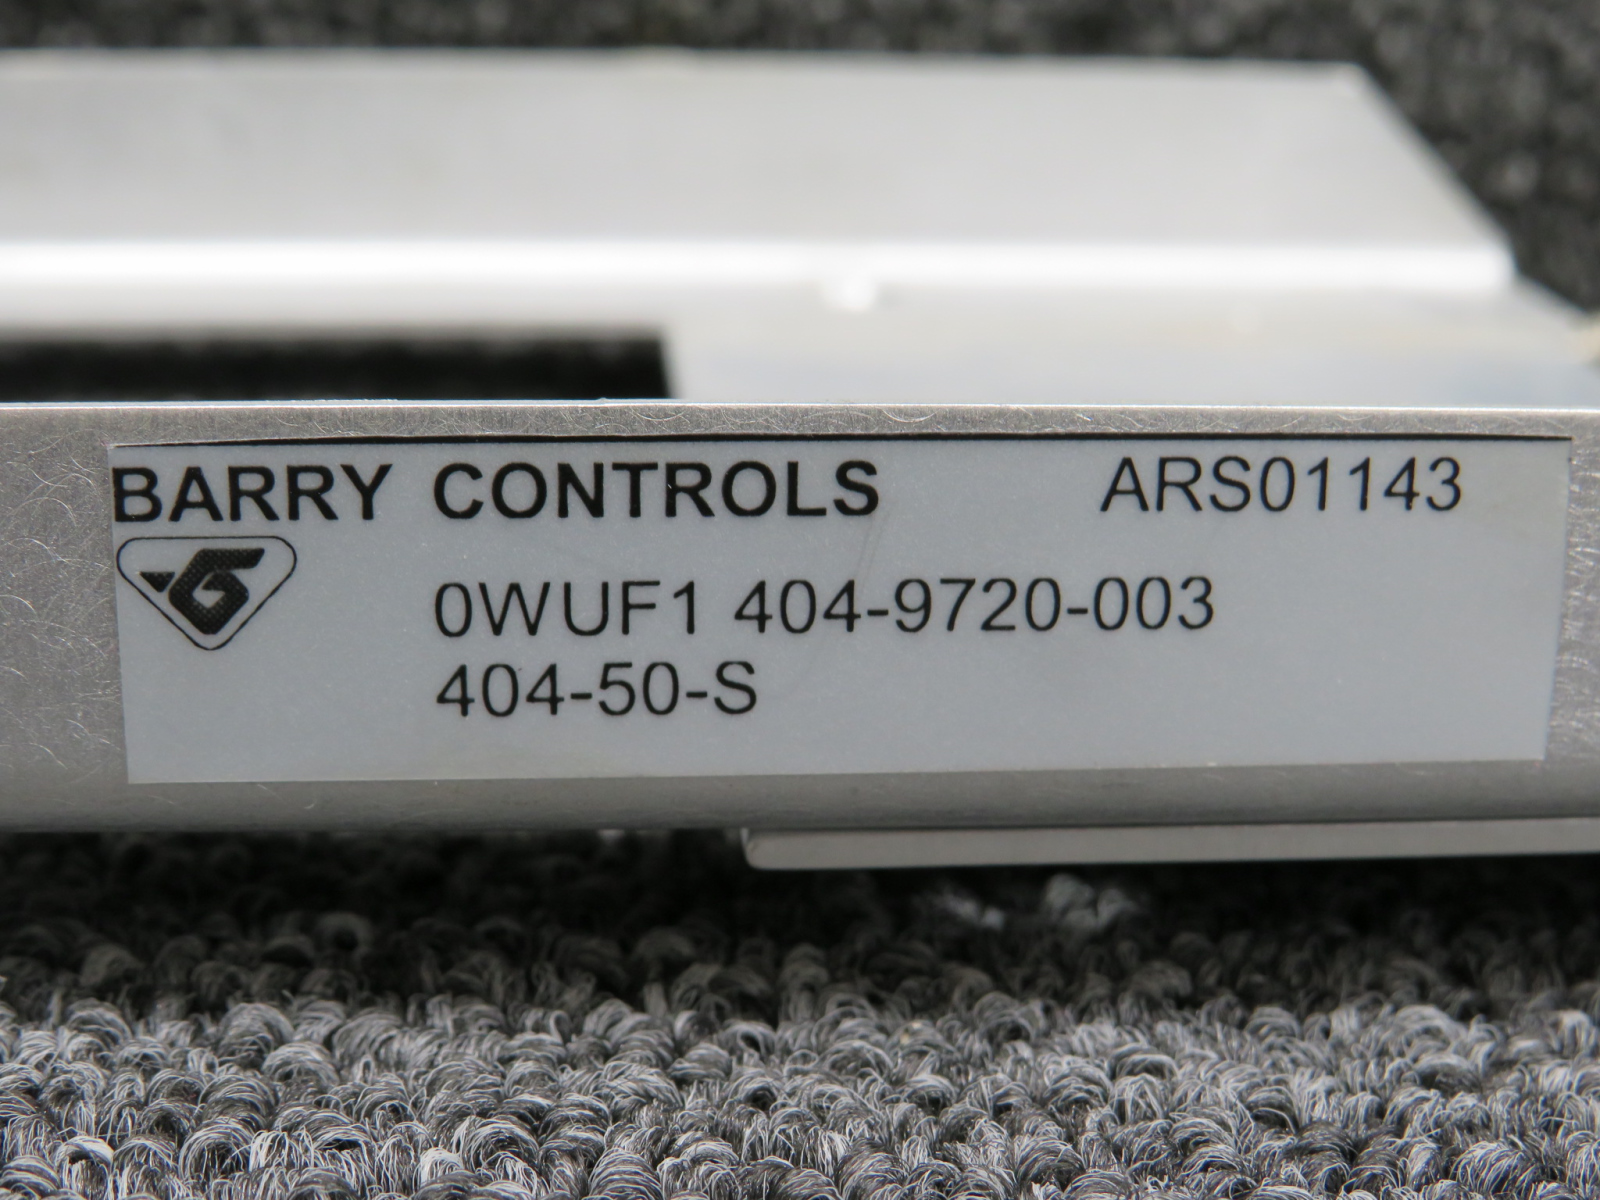 BARRY CONTROLS ARS01143
0WUF1 404-9720-003
404-50-S